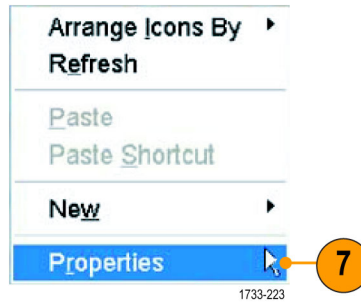 Arrange Icons By
Refresh
Paste
Paste Shortcut
New
Properties
7
1733-223